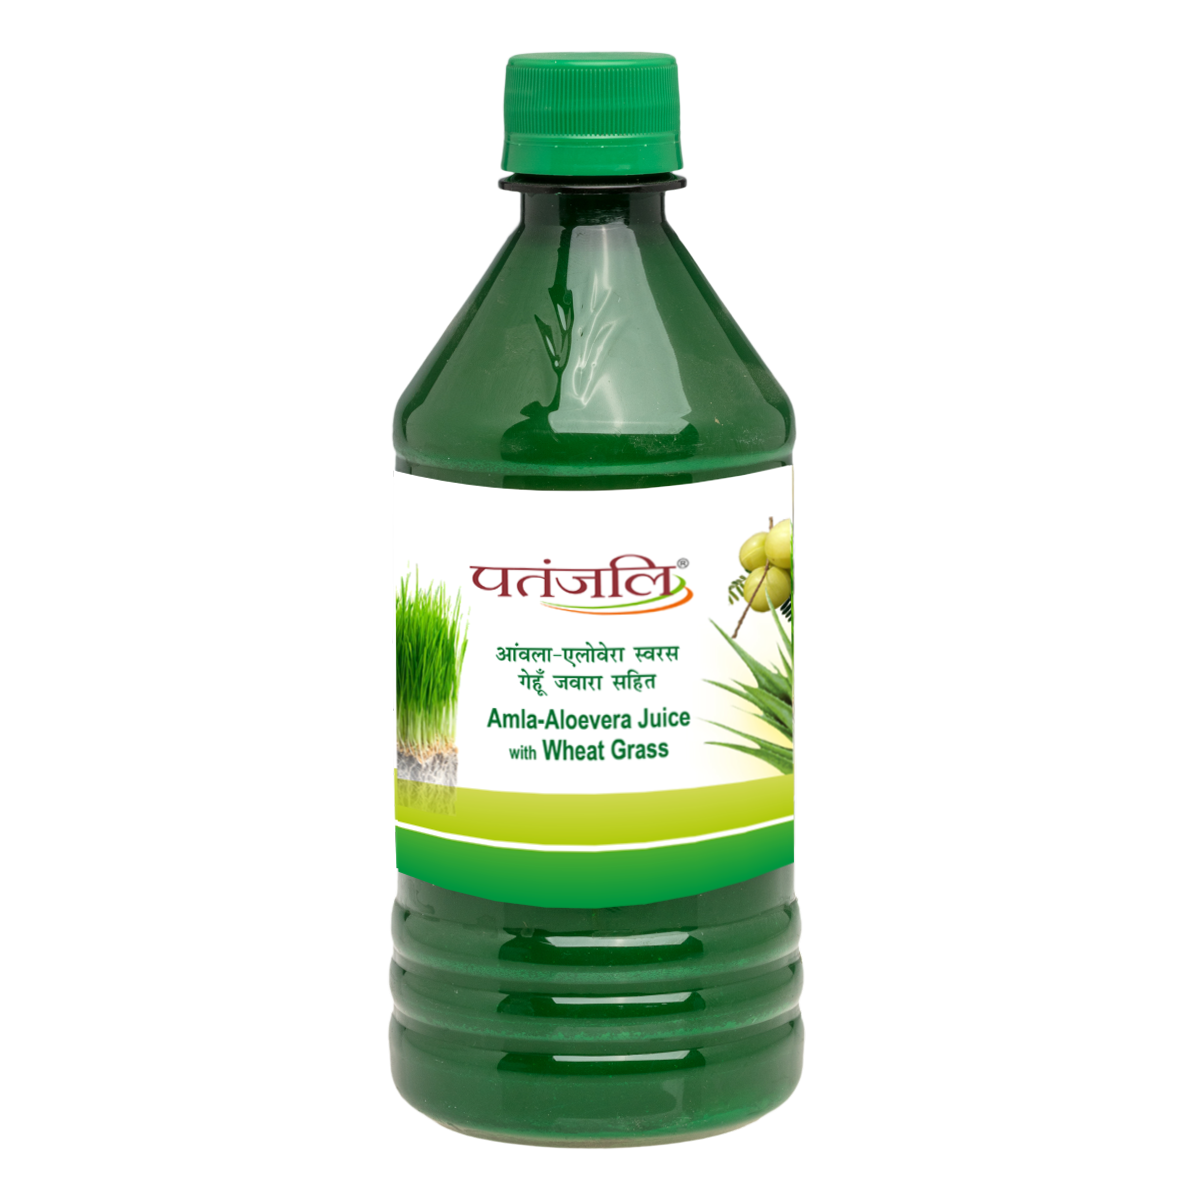 पतंजलि®
आंवला-एलोवेरा स्वरस
गेहूँ जवारा सहित
Amla-Aloevera Juice
with Wheat Grass